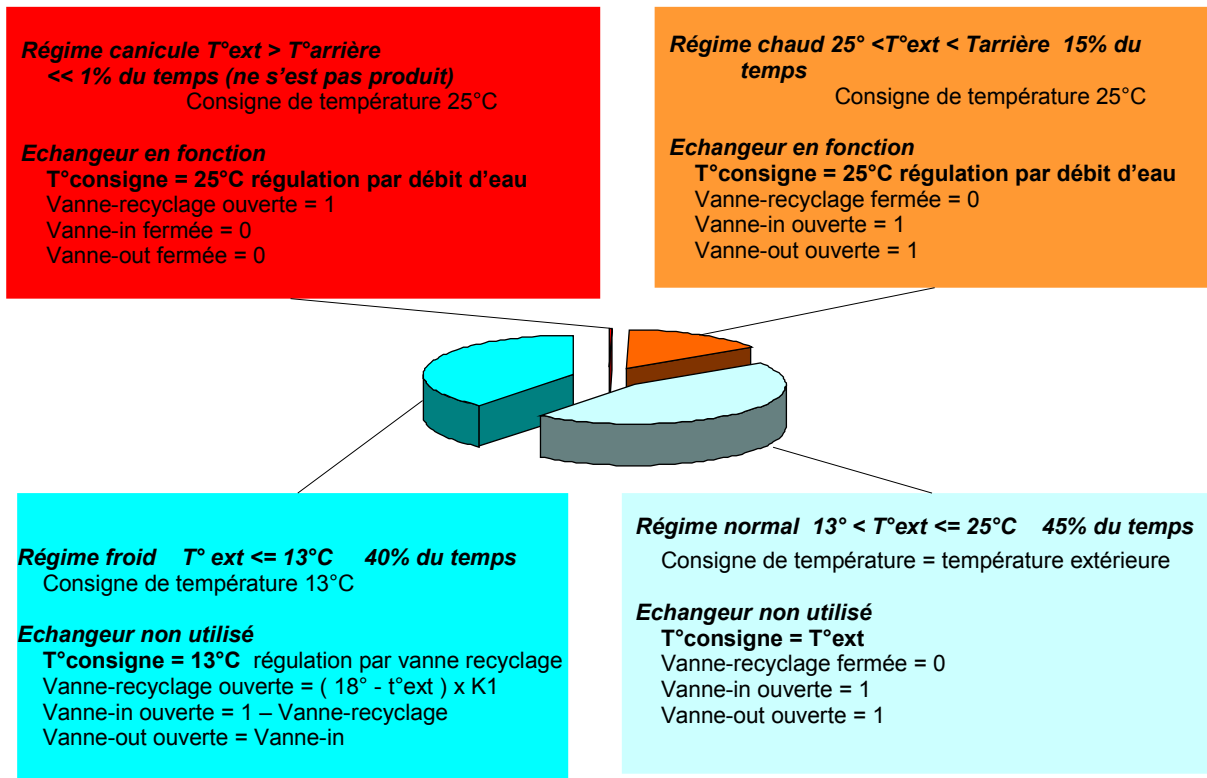 Régime canicule T°ext > T°arrière
<< 1% du temps (ne s'est pas produit)
Consigne de température 25°C
Echangeur en fonction
T°consigne = 25°C régulation par débit d'eau
Vanne-recyclage ouverte = 1
Vanne-in fermée = 0
Vanne-out fermée = 0
Régime chaud 25° <T°ext < Tarrière 15% du
temps
Consigne de température 25°C
Echangeur en fonction
T°consigne = 25°C régulation par débit d'eau
Vanne-recyclage fermée = 0
Vanne-in ouverte = 1
Vanne-out ouverte = 1
Régime froid T° ext <= 13°C 40% du temps
Consigne de température 13°C
Echangeur non utilisé
T°consigne = 13°C régulation par vanne recyclage
Vanne-recyclage ouverte = ( 18° - t°ext ) x K1
Vanne-in ouverte = 1 – Vanne-recyclage
Vanne-out ouverte = Vanne-in
Régime normal 13° < T°ext <= 25°C 45% du temps
Consigne de température = température extérieure
Echangeur non utilisé
T°consigne = T°ext
Vanne-recyclage fermée = 0
Vanne-in ouverte = 1
Vanne-out ouverte = 1